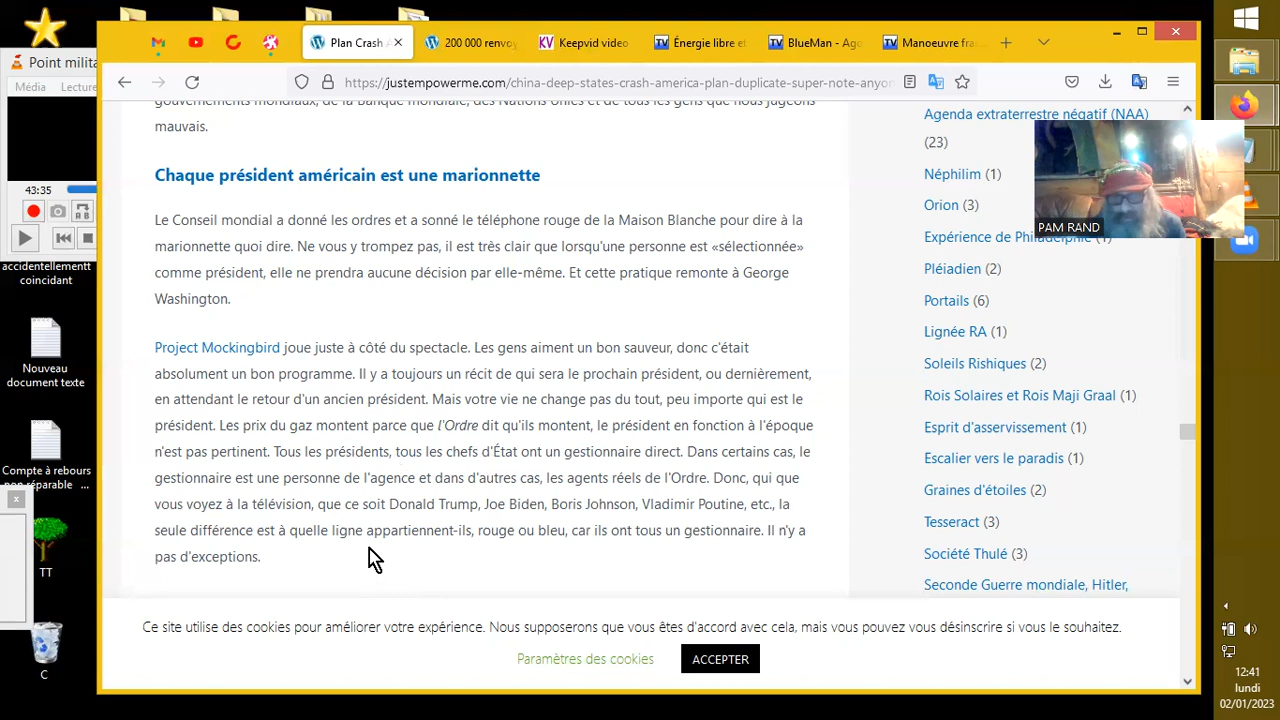 Plan Crash A
200 000 renvoy
Keepvid video
Énergie libre et
BlueMan - Ago
Manoeuvre fra
https://justempowerme.com/china-deep-states-crash-america-plan-duplicate-super-note-anyon
Point milita
Média Lecture
43:35
accidentellementt
coincidant
Nouveau
document texte
Compte à rebours
non réparable ...
x
TT
C
gouvernements mondiaux, de la Banque mondiale, des Nations Unies et de tous les gens que nous jugeons
mauvais.
Chaque président américain est une marionnette
Le Conseil mondial a donné les ordres et a sonné le téléphone rouge de la Maison Blanche pour dire à la
marionnette quoi dire. Ne vous y trompez pas, il est très clair que lorsqu'une personne est «sélectionnée»
comme président, elle ne prendra aucune décision par elle-même. Et cette pratique remonte à George
Washington.
Project Mockingbird joue juste à côté du spectacle. Les gens aiment un bon sauveur, donc c'était
absolument un bon programme. Il y a toujours un récit de qui sera le prochain président, ou dernièrement,
en attendant le retour d'un ancien président. Mais votre vie ne change pas du tout, peu importe qui est le
président. Les prix du gaz montent parce que l'Ordre dit qu'ils montent, le président en fonction à l'époque
n'est pas pertinent. Tous les présidents, tous les chefs d'État ont un gestionnaire direct. Dans certains cas, le
gestionnaire est une personne de l'agence et dans d'autres cas, les agents réels de l'Ordre. Donc, qui que
vous voyez à la télévision, que ce soit Donald Trump, Joe Biden, Boris Johnson, Vladimir Poutine, etc., la
seule différence est à quelle ligne appartiennent-ils, rouge ou bleu, car ils ont tous un gestionnaire. Il n'y a
pas d'exceptions.
Agenda extraterrestre négatif (NAA)
(23)
Néphilim (1)
Orion (3)
Expérience de Philadelphie (1)
Pléiadien (2)
Portails (6)
Lignée RA (1)
Soleils Rishiques (2)
Rois Solaires et Rois Maji Graal (1)
Esprit d'asservissement (1)
Escalier vers le paradis (1)
Graines d'étoiles (2)
Tesseract (3)
Société Thulé (3)
Seconde Guerre mondiale, Hitler,
PAM RAND
Ce site utilise des cookies pour améliorer votre expérience. Nous supposerons que vous êtes d'accord avec cela, mais vous pouvez vous désinscrire si vous le souhaitez.
Paramètres des cookies
ACCEPTER
12:41
lundi
02/01/2023